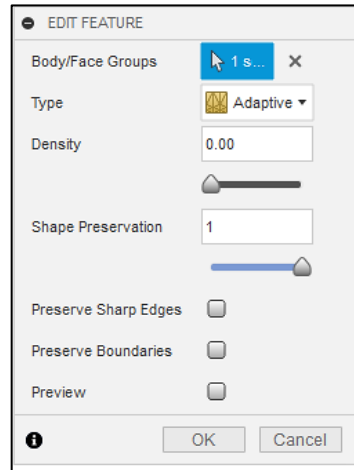 EDIT FEATURE
Body/Face Groups 1 s...
Type Adaptive
Density 0.00
Shape Preservation 1
Preserve Sharp Edges
Preserve Boundaries
Preview
OK Cancel